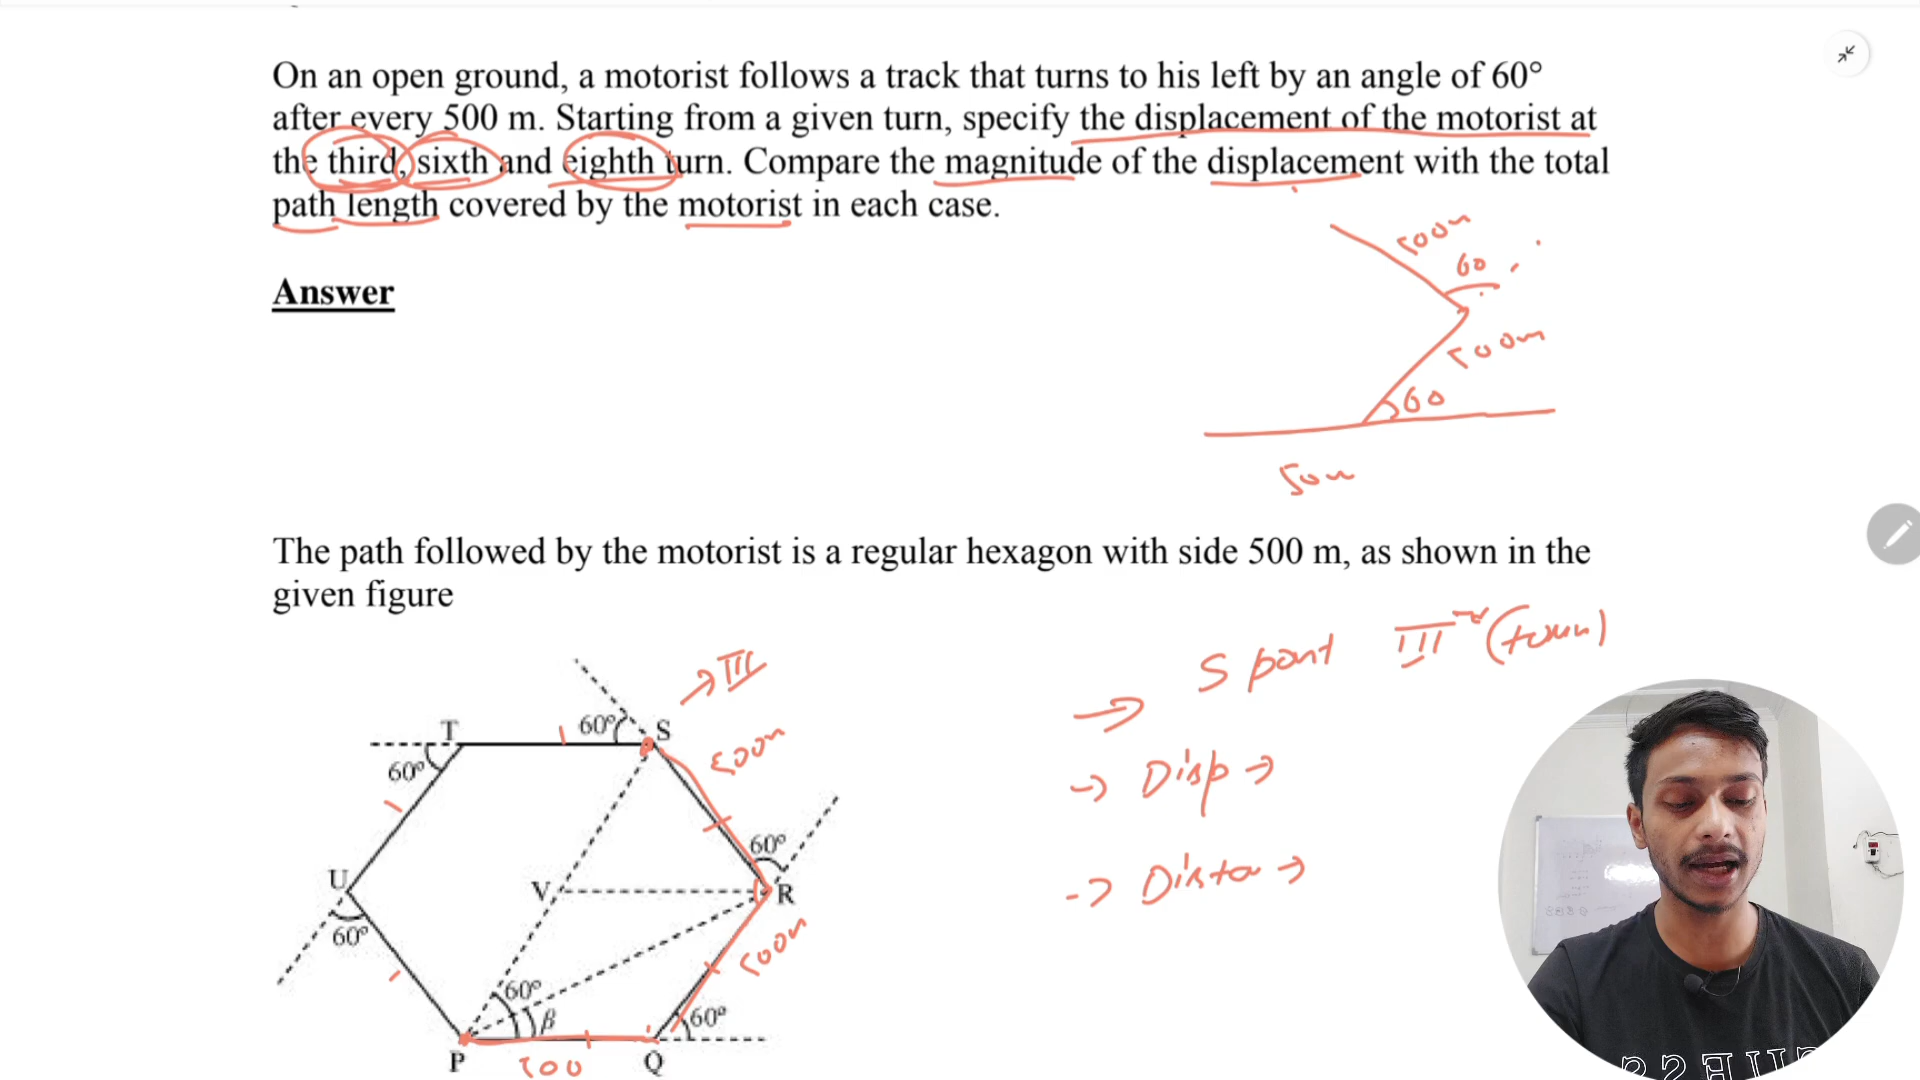 On an open ground, a motorist follows a track that turns to his left by an angle of 60°
after every 500 m. Starting from a given turn, specify the displacement of the motorist at
the third, sixth and eighth turn. Compare the magnitude of the displacement with the total
path length covered by the motorist in each case.
500m
60
500m
60
Answer
The path followed by the motorist is a regular hexagon with side 500 m, as shown in the
given figure
S point III (turn)
→ III
T
60°
S
60°
500m
→ Disp →
60°
R
V
→ Dista →
U
60°
500m
60°
β
60°
P
500
Q